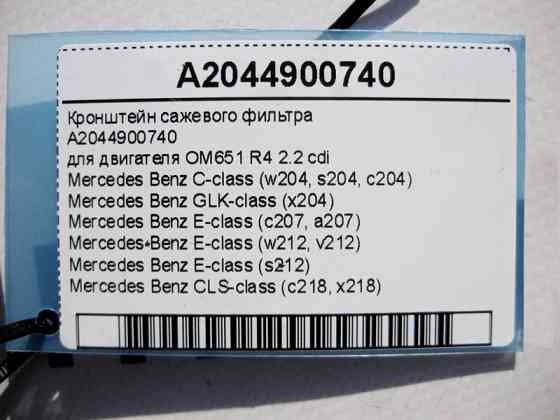 A2044900740
Кронштейн сажевого фильтра
A2044900740
для двигателя OM651 R4 2.2 cdi
Mercedes Benz C-class (w204, s204, c204)
Mercedes Benz GLK-class (x204)
Mercedes Benz E-class (c207, a207)
Mercedes Benz E-class (w212, v212)
Mercedes Benz E-class (s212)
Mercedes Benz CLS-class (c218, x218)